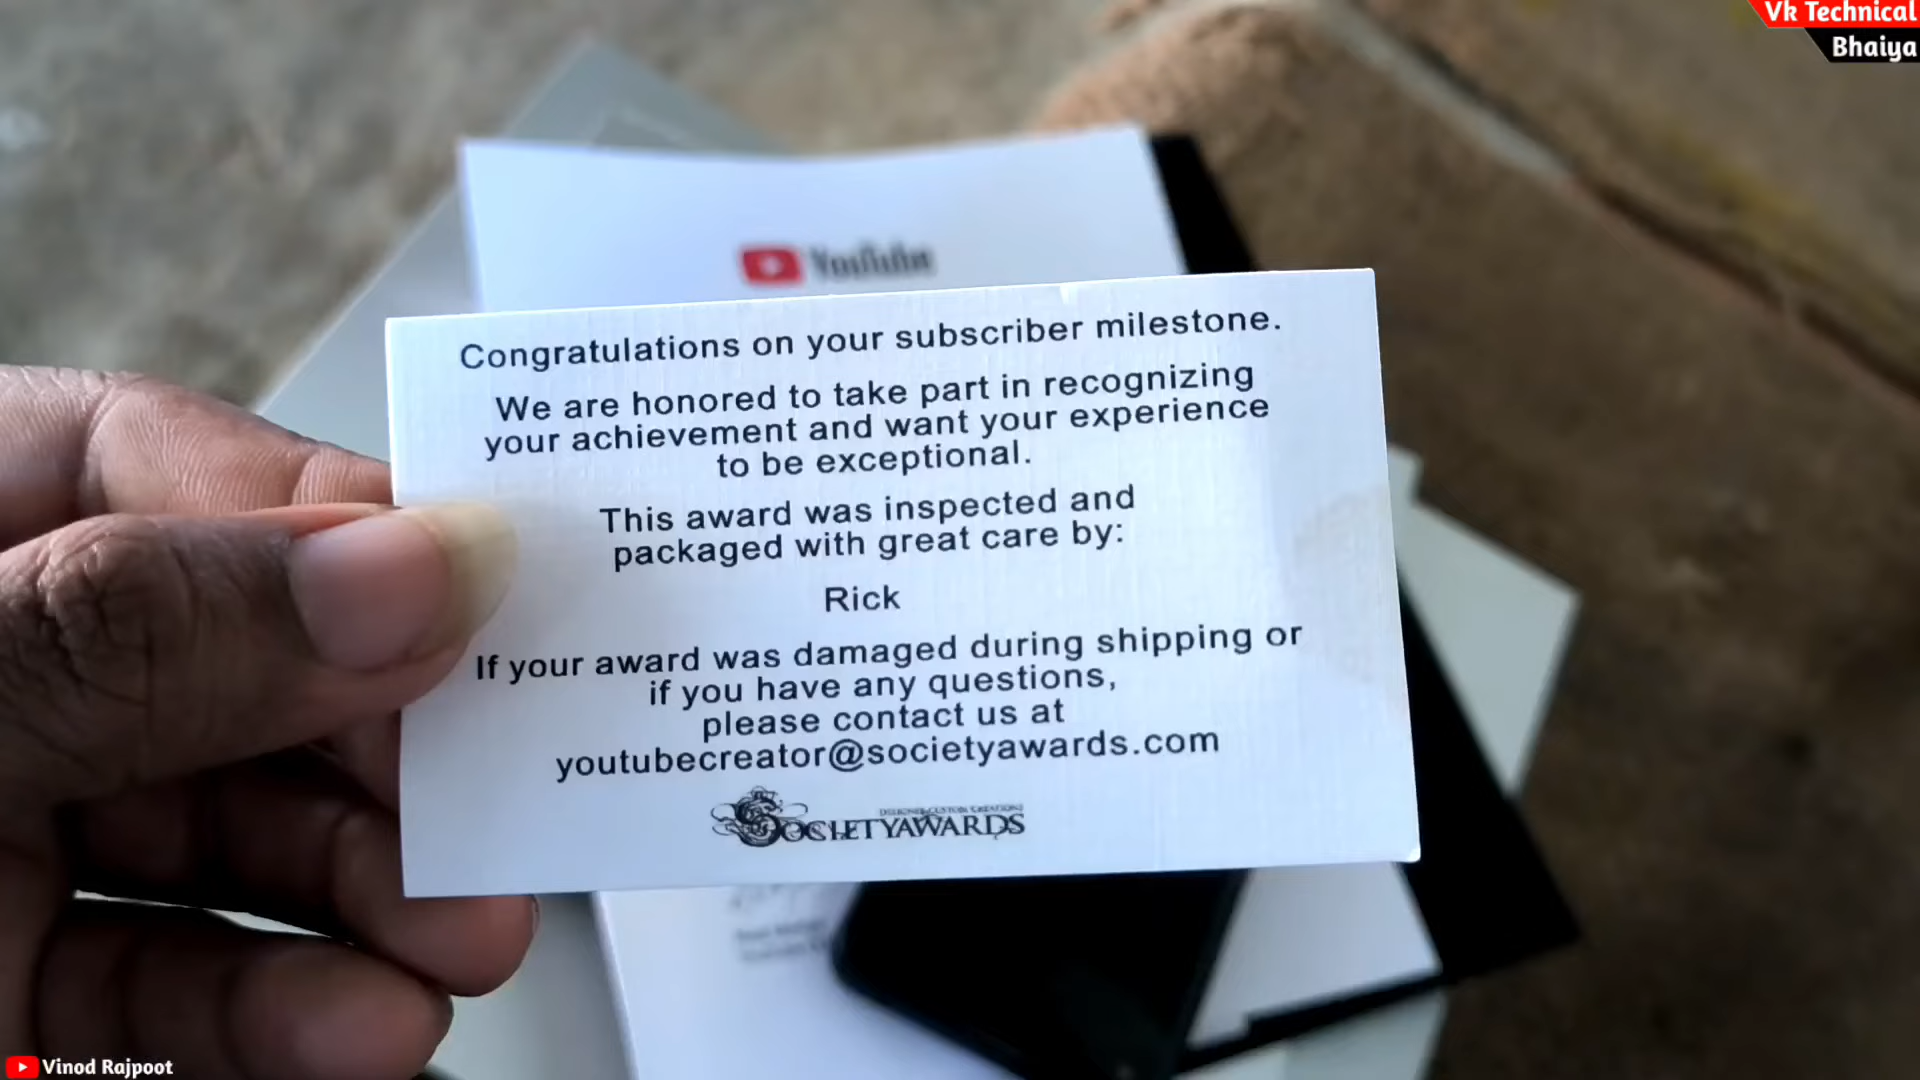 Vk Technical
Bhaiya
YouTube
Congratulations on your subscriber milestone.
We are honored to take part in recognizing
your achievement and want your experience
to be exceptional.
This award was inspected and
packaged with great care by:
Rick
If your award was damaged during shipping or
if you have any questions,
please contact us at
youtubecreator@societyawards.com
DESIGNER CUSTOM CREATIONS
SOCIETYAWARDS
Vinod Rajpoot